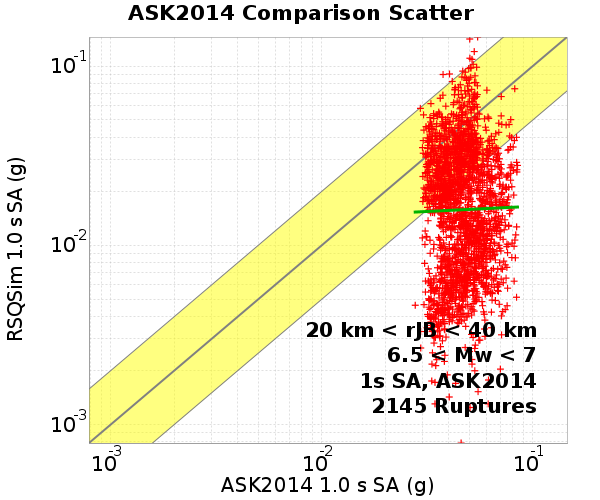 ASK2014 Comparison Scatter
RSQSim 1.0 s SA (g)
10-1
10-2
10-3
20 km < rJB < 40 km
6.5 < Mw < 7
1s SA, ASK2014
2145 Ruptures
10-3 10-2 10-1
ASK2014 1.0 s SA (g)